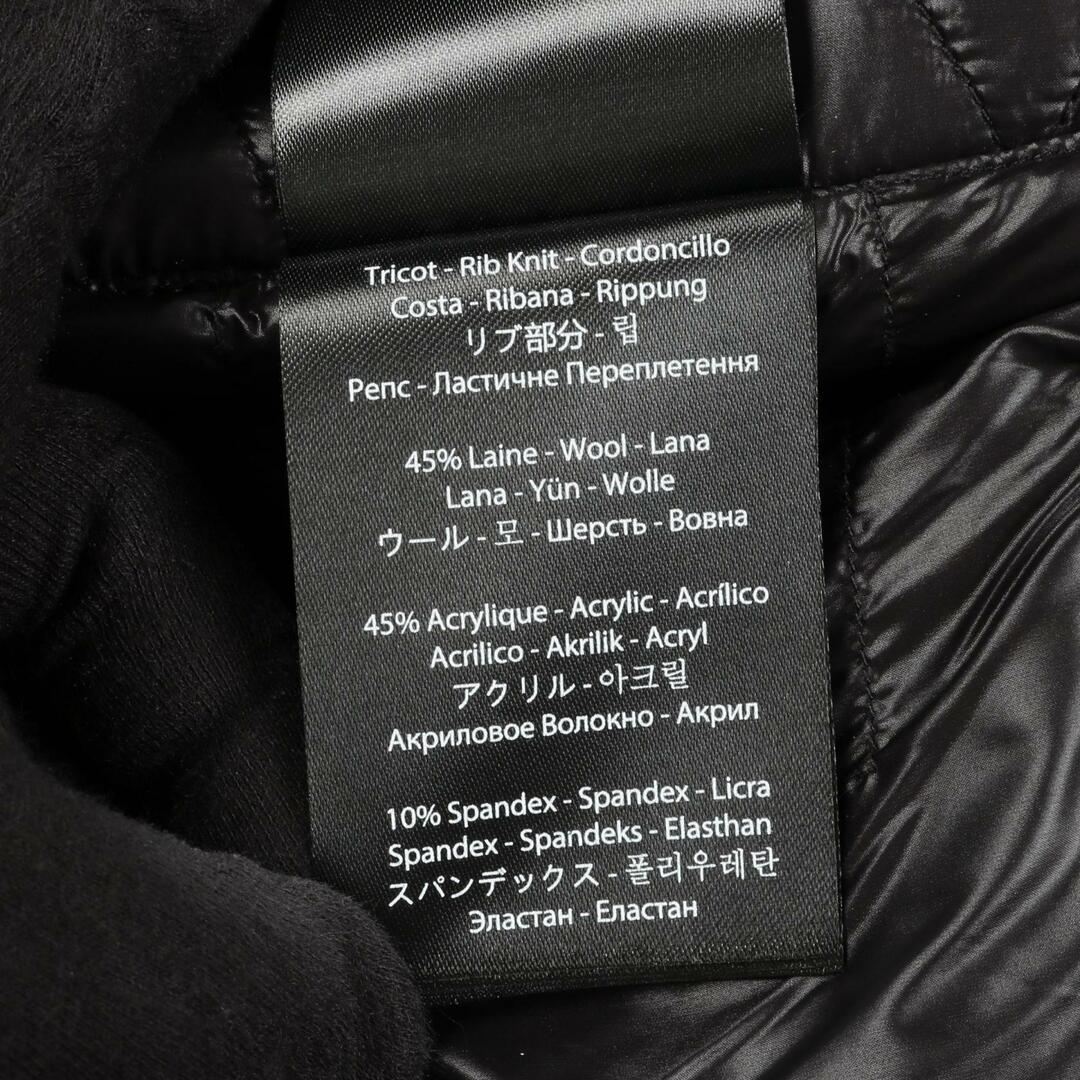 Tricot - Rib Knit - Cordoncillo
Costa - Ribana - Rippung
リブ部分 - 립
Репс - Ластичне Переплетення
45% Laine - Wool - Lana
Lana - Yün - Wolle
ウール - 모 - Шерсть - Вовна
45% Acrylique - Acrylic - Acrílico
Acrilico - Akrilik - Acryl
アクリル - 아크릴
Акриловое Волокно - Акрил
10% Spandex - Spandex - Licra
Spandex - Spandeks - Elasthan
スパンデックス - 폴리우레탄
Эластан - Еластан